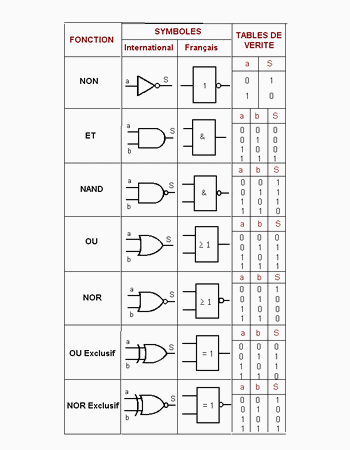 FONCTION
SYMBOLES
TABLES DE
VERITE
International
Français
NON
a
S
1
a S
0 1
1 0
ET
a
b
S
&
a b S
0 0 0
0 1 0
1 0 0
1 1 1
NAND
a
b
S
&
a b S
0 0 1
0 1 1
1 0 1
1 1 0
OU
a
b
S
≥ 1
a b S
0 0 0
0 1 1
1 0 1
1 1 1
NOR
a
b
S
≥ 1
a b S
0 0 1
0 1 0
1 0 0
1 1 0
OU Exclusif
a
b
S
= 1
a b S
0 0 0
0 1 1
1 0 1
1 1 0
NOR Exclusif
a
b
S
= 1
a b S
0 0 1
0 1 0
1 0 0
1 1 1